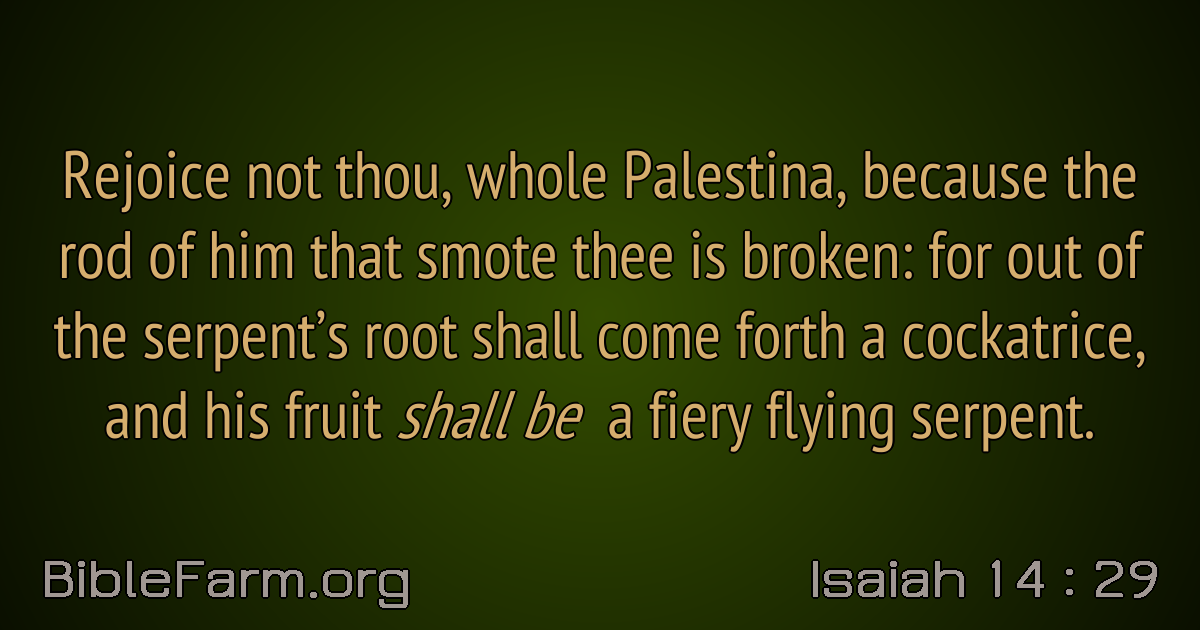 Rejoice not thou, whole Palestina, because the
rod of him that smote thee is broken: for out of
the serpent’s root shall come forth a cockatrice,
and his fruit shall be a fiery flying serpent.
BibleFarm.org
Isaiah 14 : 29